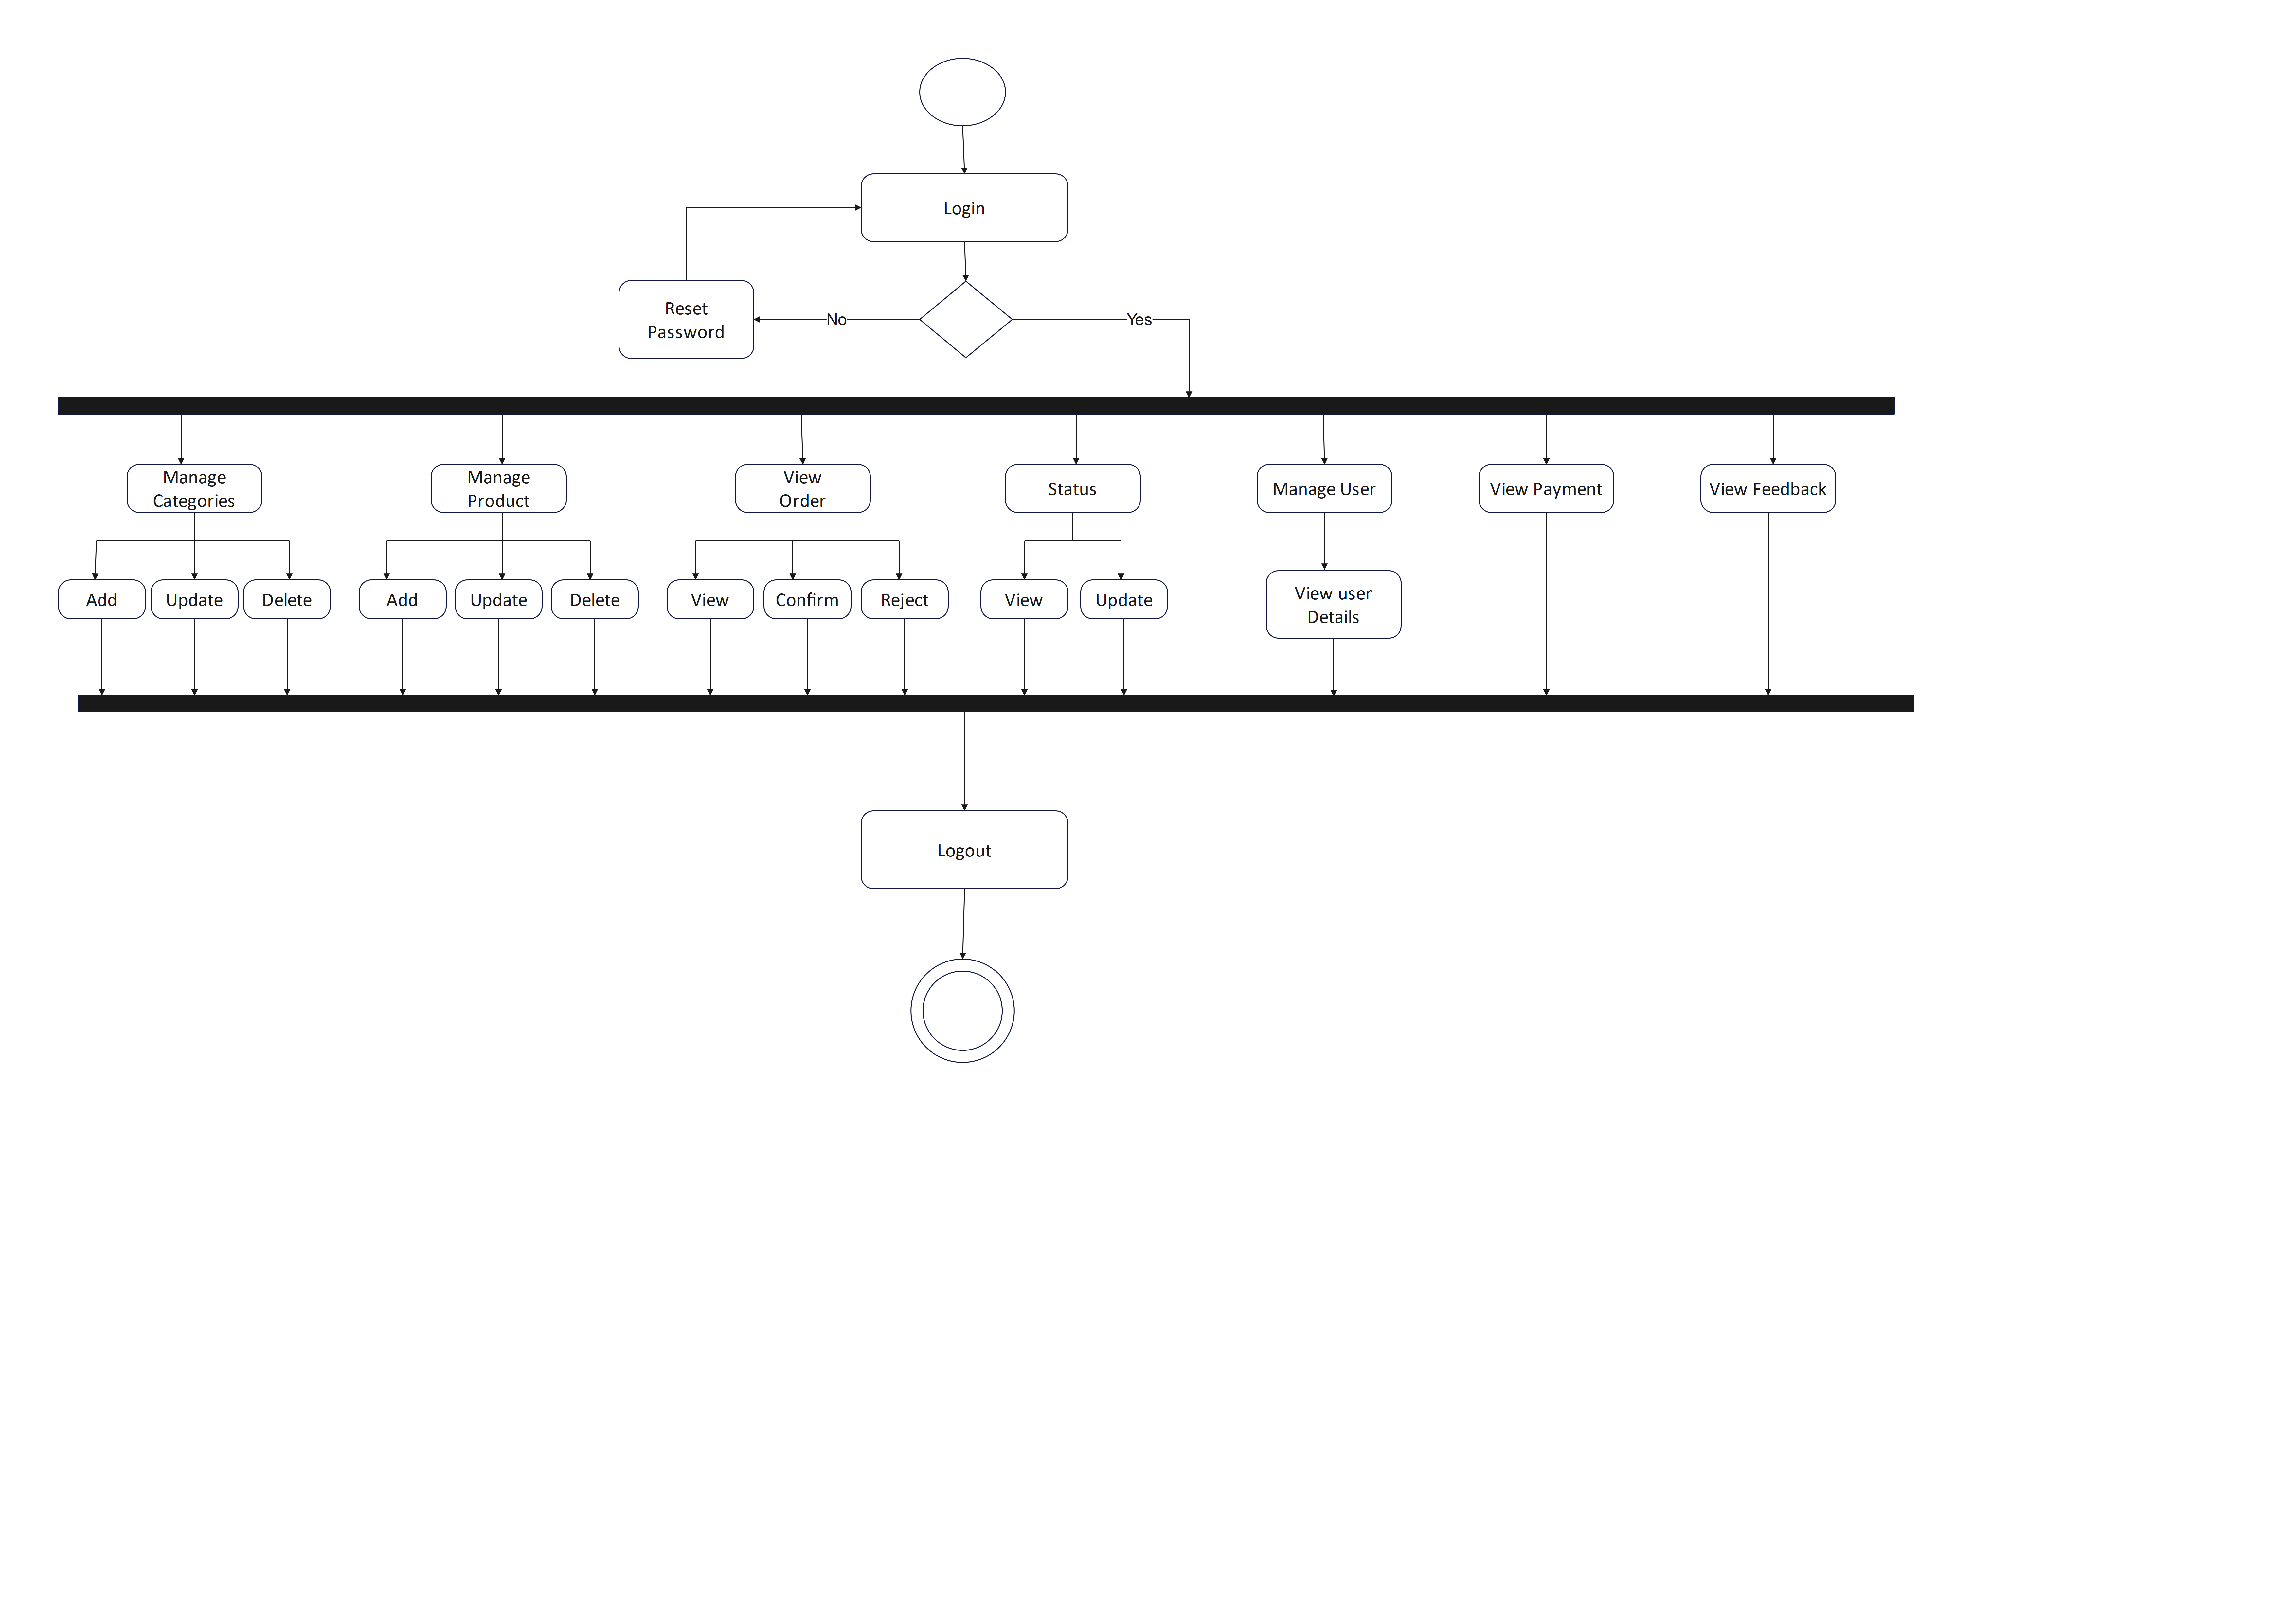 Login
Reset
Password
No
Yes
Manage
Categories
Manage
Product
View
Order
Status
Manage User
View Payment
View Feedback
Add
Update
Delete
Add
Update
Delete
View
Confirm
Reject
View
Update
View user
Details
Logout